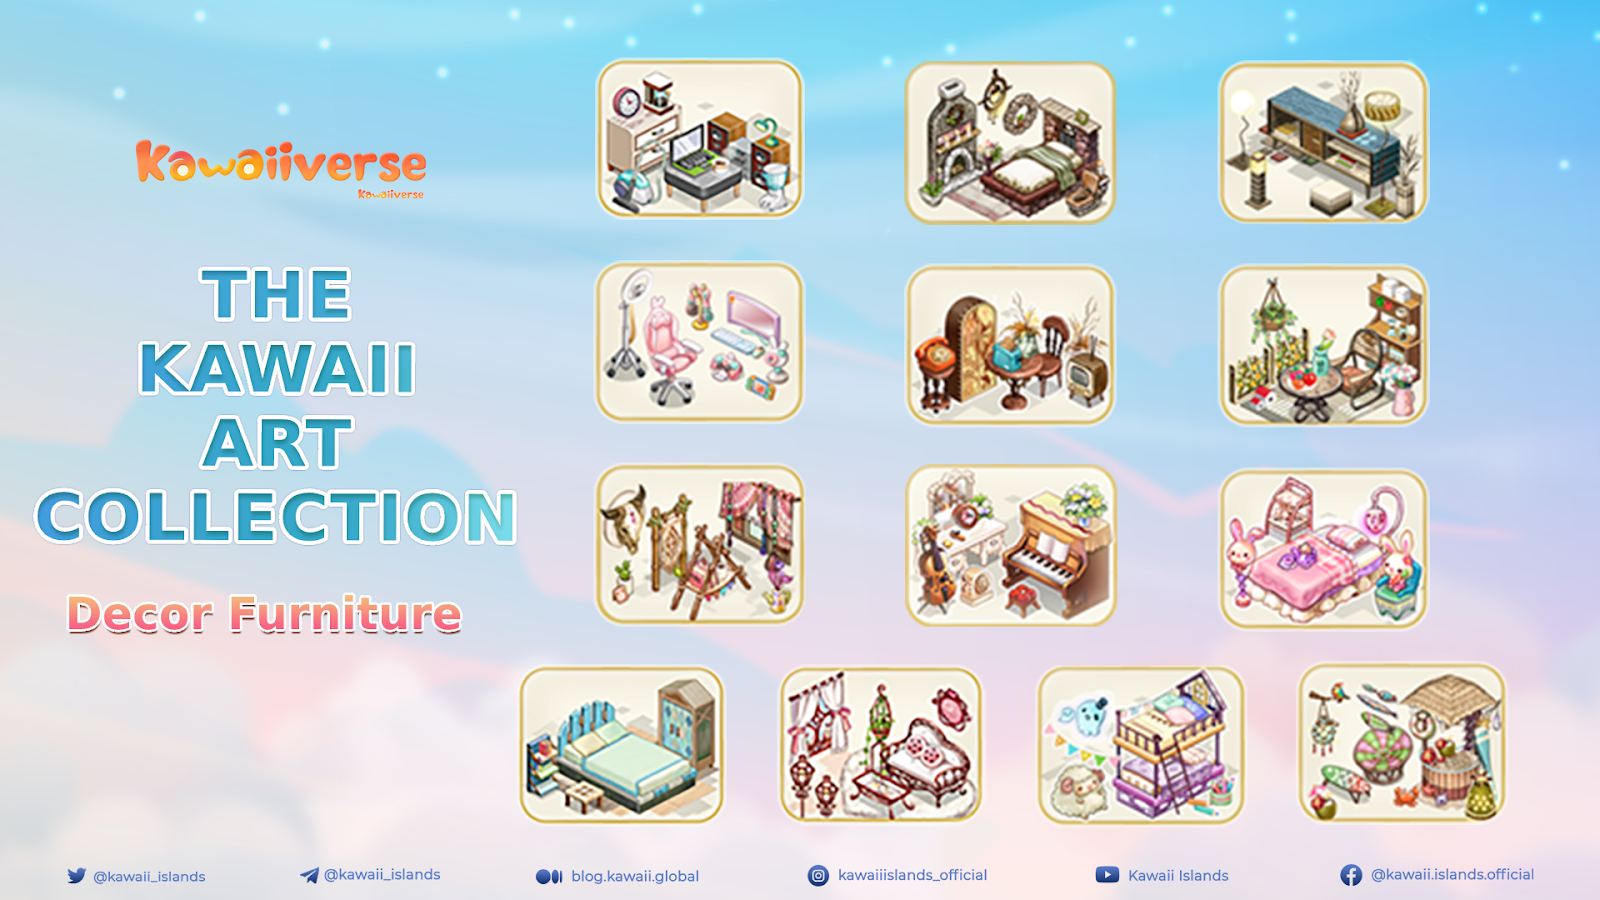 Kawaiiverse
Kawaiiverse
THE
KAWAII
ART
COLLECTION
Decor Furniture
@kawaii_islands
@kawaii_islands
blog.kawaii.global
kawaiiislands_official
Kawaii Islands
@kawaii.islands.official